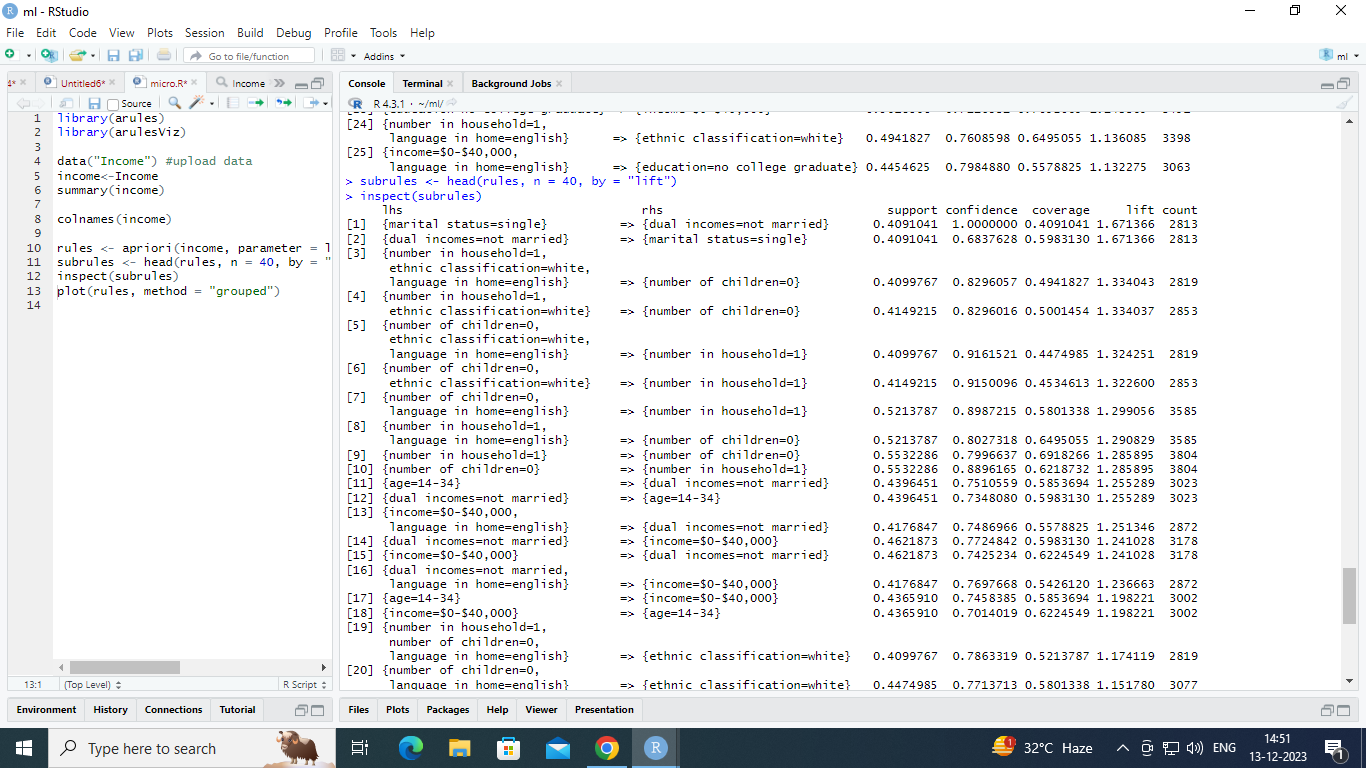 ml - RStudio
File Edit Code View Plots Session Build Debug Profile Tools Help
Go to file/function Addins ml
4* Untitled6* micro.R* Income
Source
1 library(arules)
2 library(arulesViz)
3
4 data("Income") #upload data
5 income<-Income
6 summary(income)
7
8 colnames(income)
9
10 rules <- apriori(income, parameter = l
11 subrules <- head(rules, n = 40, by = "
12 inspect(subrules)
13 plot(rules, method = "grouped")
14
13:1 (Top Level) R Script
Environment History Connections Tutorial
Console Terminal Background Jobs
R 4.3.1 · ~/ml/
[24] {number in household=1,
language in home=english} => {ethnic classification=white} 0.4941827 0.7608598 0.6495055 1.136085 3398
[25] {income=$0-$40,000,
language in home=english} => {education=no college graduate} 0.4454625 0.7984880 0.5578825 1.132275 3063
> subrules <- head(rules, n = 40, by = "lift")
> inspect(subrules)
lhs rhs support confidence coverage lift count
[1] {marital status=single} => {dual incomes=not married} 0.4091041 1.0000000 0.4091041 1.671366 2813
[2] {dual incomes=not married} => {marital status=single} 0.4091041 0.6837628 0.5983130 1.671366 2813
[3] {number in household=1,
ethnic classification=white,
language in home=english} => {number of children=0} 0.4099767 0.8296057 0.4941827 1.334043 2819
[4] {number in household=1,
ethnic classification=white} => {number of children=0} 0.4149215 0.8296016 0.5001454 1.334037 2853
[5] {number of children=0,
ethnic classification=white,
language in home=english} => {number in household=1} 0.4099767 0.9161521 0.4474985 1.324251 2819
[6] {number of children=0,
ethnic classification=white} => {number in household=1} 0.4149215 0.9150096 0.4534613 1.322600 2853
[7] {number of children=0,
language in home=english} => {number in household=1} 0.5213787 0.8987215 0.5801338 1.299056 3585
[8] {number in household=1,
language in home=english} => {number of children=0} 0.5213787 0.8027318 0.6495055 1.290829 3585
[9] {number in household=1} => {number of children=0} 0.5532286 0.7996637 0.6918266 1.285895 3804
[10] {number of children=0} => {number in household=1} 0.5532286 0.8896165 0.6218732 1.285895 3804
[11] {age=14-34} => {dual incomes=not married} 0.4396451 0.7510559 0.5853694 1.255289 3023
[12] {dual incomes=not married} => {age=14-34} 0.4396451 0.7348080 0.5983130 1.255289 3023
[13] {income=$0-$40,000,
language in home=english} => {dual incomes=not married} 0.4176847 0.7486966 0.5578825 1.251346 2872
[14] {dual incomes=not married} => {income=$0-$40,000} 0.4621873 0.7724842 0.5983130 1.241028 3178
[15] {income=$0-$40,000} => {dual incomes=not married} 0.4621873 0.7425234 0.6224549 1.241028 3178
[16] {dual incomes=not married,
language in home=english} => {income=$0-$40,000} 0.4176847 0.7697668 0.5426120 1.236663 2872
[17] {age=14-34} => {income=$0-$40,000} 0.4365910 0.7458385 0.5853694 1.198221 3002
[18] {income=$0-$40,000} => {age=14-34} 0.4365910 0.7014019 0.6224549 1.198221 3002
[19] {number in household=1,
number of children=0,
language in home=english} => {ethnic classification=white} 0.4099767 0.7863319 0.5213787 1.174119 2819
[20] {number of children=0,
language in home=english} => {ethnic classification=white} 0.4474985 0.7713713 0.5801338 1.151780 3077
Files Plots Packages Help Viewer Presentation
Type here to search
32°C Haze ENG 14:51
13-12-2023